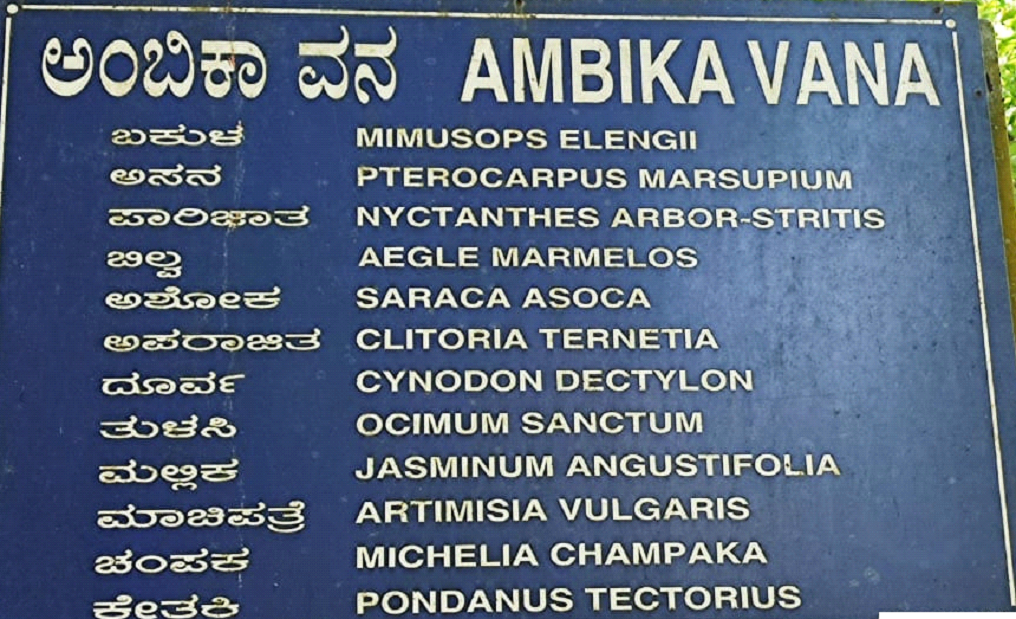 ಅಂಬಿಕಾ ವನ AMBIKA VANA
ಬಕುಳ MIMUSOPS ELENGII
ಅಸನ PTEROCARPUS MARSUPIUM
ಪಾರಿಜಾತ NYCTANTHES ARBOR-STRITIS
ಬಿಲ್ವ AEGLE MARMELOS
ಅಶೋಕ SARACA ASOCA
ಅಪರಾಜಿತ CLITORIA TERNETIA
ದೂರ್ವ CYNODON DECTYLON
ತುಳಸಿ OCIMUM SANCTUM
ಮಲ್ಲಿಕ JASMINUM ANGUSTIFOLIA
ಮಾಚಿಪತ್ರೆ ARTIMISIA VULGARIS
ಚಂಪಕ MICHELIA CHAMPAKA
ಕೇತಕಿ PONDANUS TECTORIUS